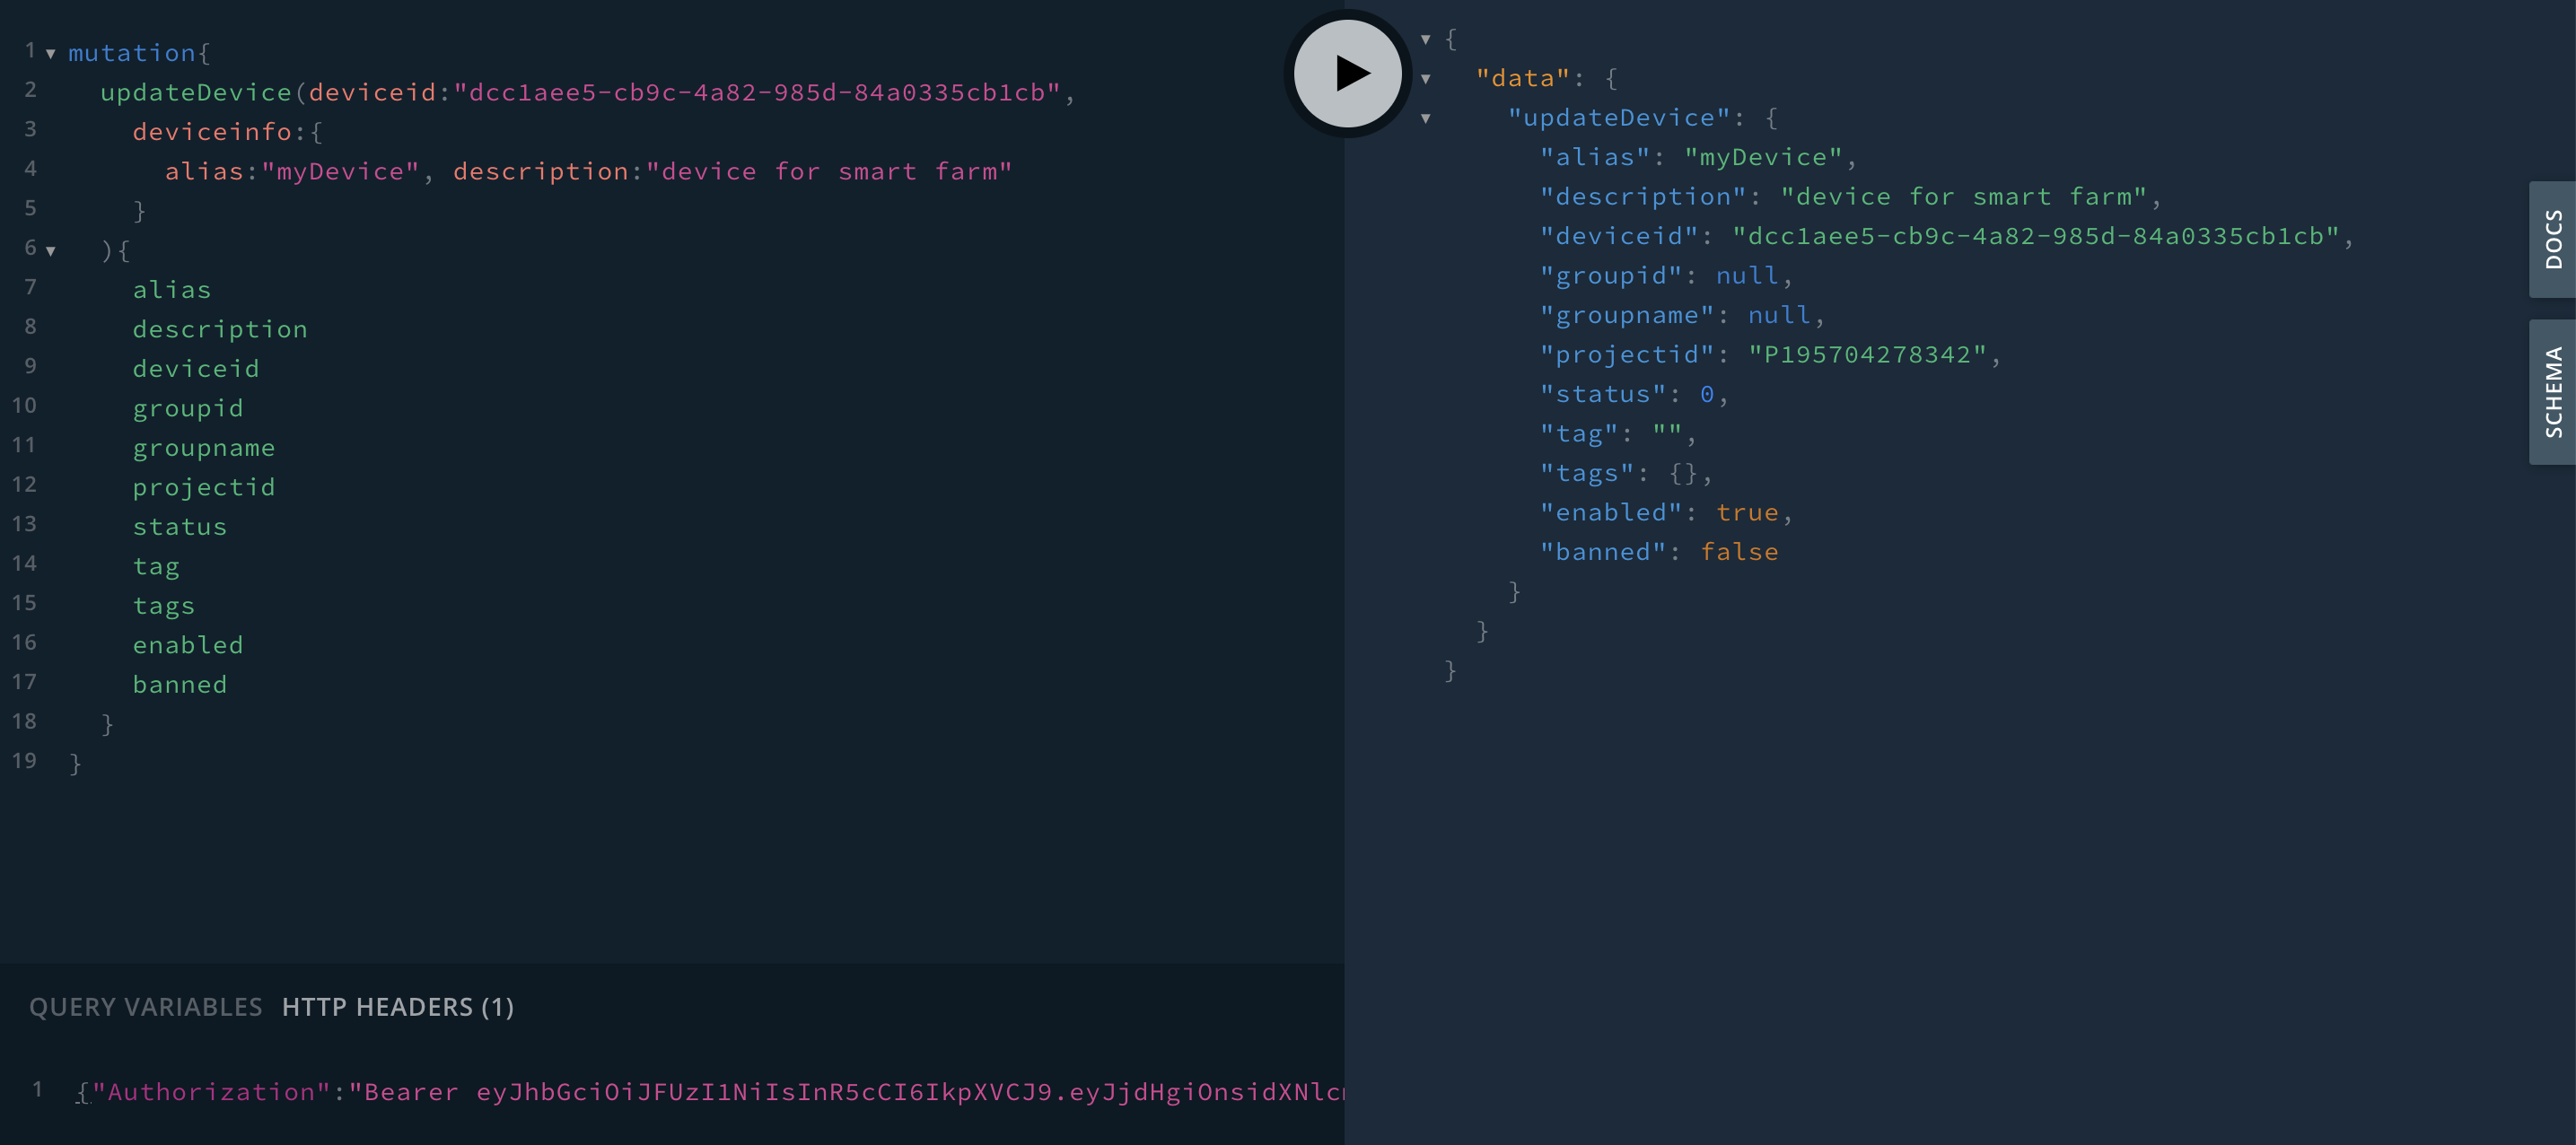 1 mutation{
2 updateDevice(deviceid:"dcc1aee5-cb9c-4a82-985d-84a0335cb1cb",
3 deviceinfo:{
4 alias:"myDevice", description:"device for smart farm"
5 }
6 ){
7 alias
8 description
9 deviceid
10 groupid
11 groupname
12 projectid
13 status
14 tag
15 tags
16 enabled
17 banned
18 }
19 }
QUERY VARIABLES HTTP HEADERS (1)
1 {"Authorization":"Bearer eyJhbGciOiJFUzI1NiIsInR5cCI6IkpXVCJ9.eyJjdHgiOnsidXNlc
{
"data": {
"updateDevice": {
"alias": "myDevice",
"description": "device for smart farm",
"deviceid": "dcc1aee5-cb9c-4a82-985d-84a0335cb1cb",
"groupid": null,
"groupname": null,
"projectid": "P195704278342",
"status": 0,
"tag": "",
"tags": {},
"enabled": true,
"banned": false
}
}
}
DOCS
SCHEMA